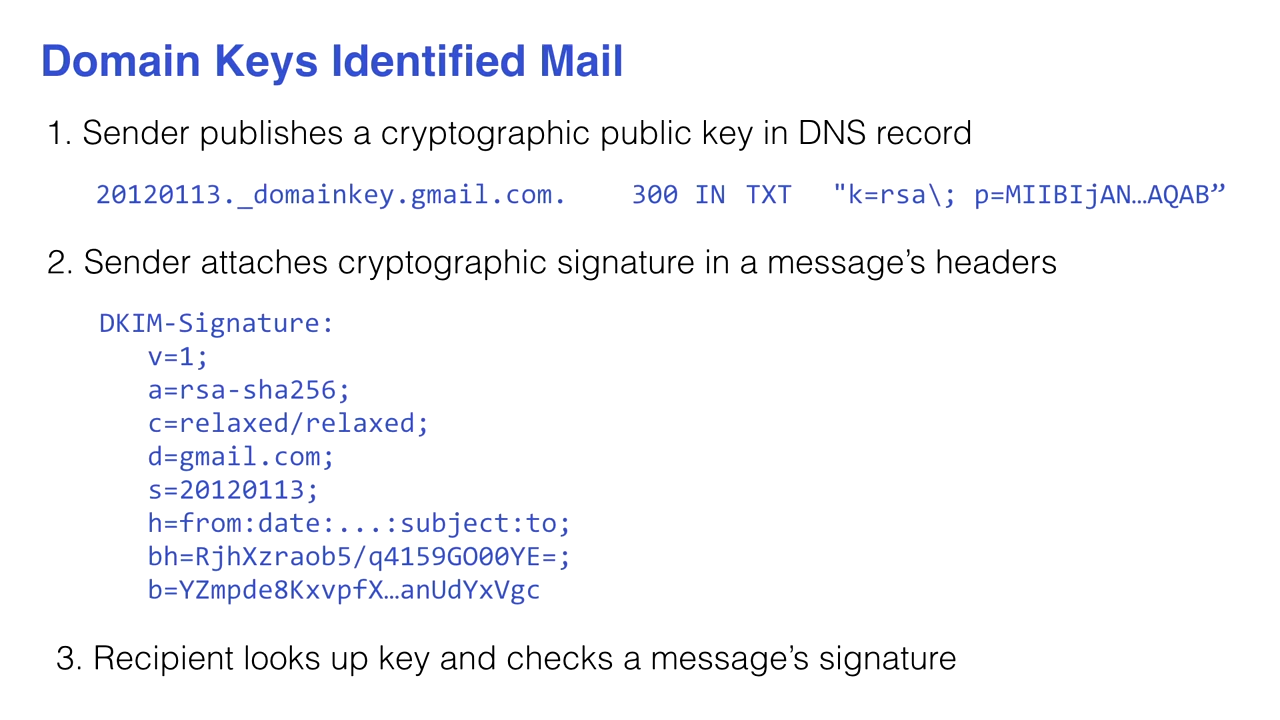 Domain Keys Identified Mail
1. Sender publishes a cryptographic public key in DNS record
20120113._domainkey.gmail.com. 300 IN TXT "k=rsa\; p=MIIBIjAN…AQAB”
2. Sender attaches cryptographic signature in a message’s headers
DKIM-Signature:
v=1;
a=rsa-sha256;
c=relaxed/relaxed;
d=gmail.com;
s=20120113;
h=from:date:...:subject:to;
bh=RjhXzraob5/q4159GO00YE=;
b=YZmpde8KxvpfX…anUdYxVgc
3. Recipient looks up key and checks a message’s signature